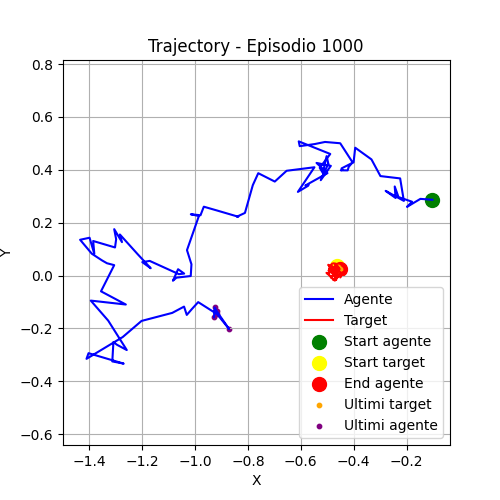 Trajectory - Episodio 1000
0.8
0.6
0.4
0.2
0.0
−0.2
−0.4
−0.6
Y
−1.4 −1.2 −1.0 −0.8 −0.6 −0.4 −0.2
X
Agente
Target
Start agente
Start target
End agente
Ultimi target
Ultimi agente